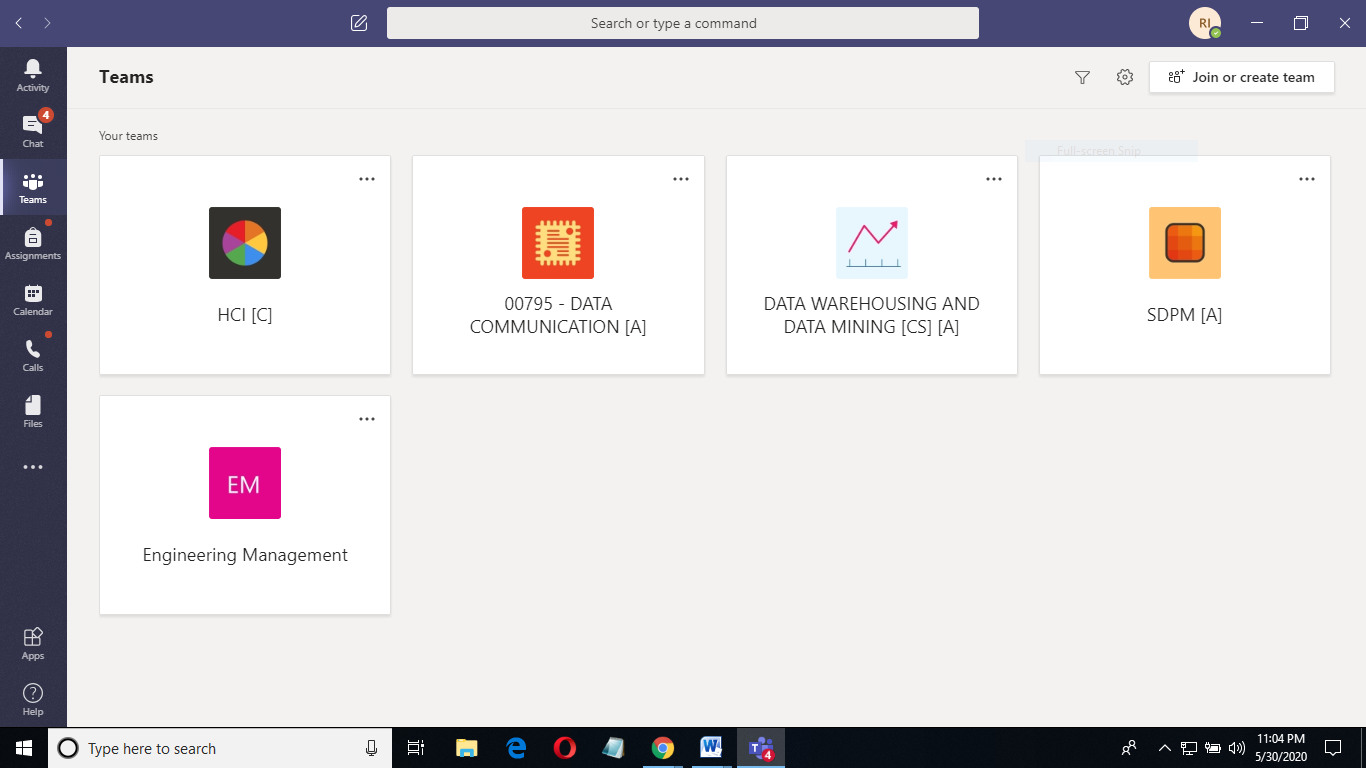 Search or type a command
RI
Activity
4
Chat
Teams
Assignments
Calendar
Calls
Files
Apps
Help
Teams
Join or create team
Your teams
Full-screen Snip
HCI [C]
00795 - DATA
COMMUNICATION [A]
DATA WAREHOUSING AND
DATA MINING [CS] [A]
SDPM [A]
EM
Engineering Management
Type here to search
4
11:04 PM
5/30/2020